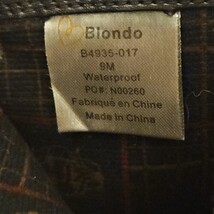 Blondo
B4935-017
9M
Waterproof
PO#: N00260
Fabriqué en Chine
Made in China